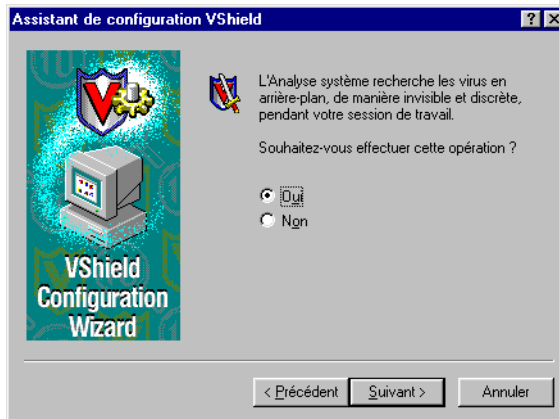 Assistant de configuration VShield
L'Analyse système recherche les virus en
arrière-plan, de manière invisible et discrète,
pendant votre session de travail.
Souhaitez-vous effectuer cette opération ?
Oui
Non
VShield
Configuration
Wizard
< Précédent
Suivant >
Annuler